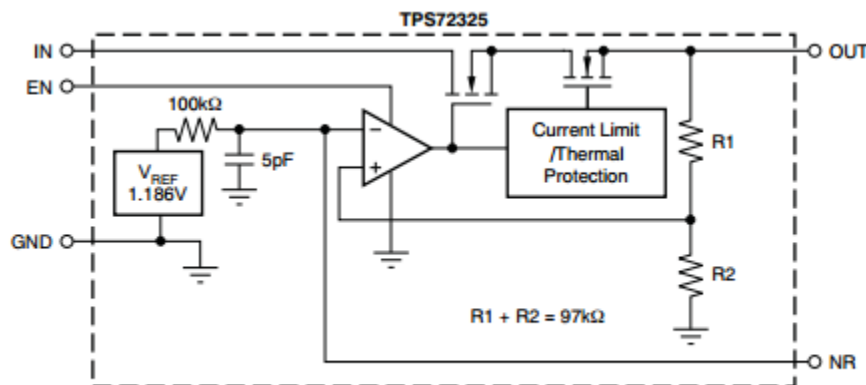 TPS72325
IN
OUT
EN
100kΩ
−
+
5pF
V_REF
1.186V
Current Limit
/Thermal
Protection
R1
GND
R2
R1 + R2 = 97kΩ
NR